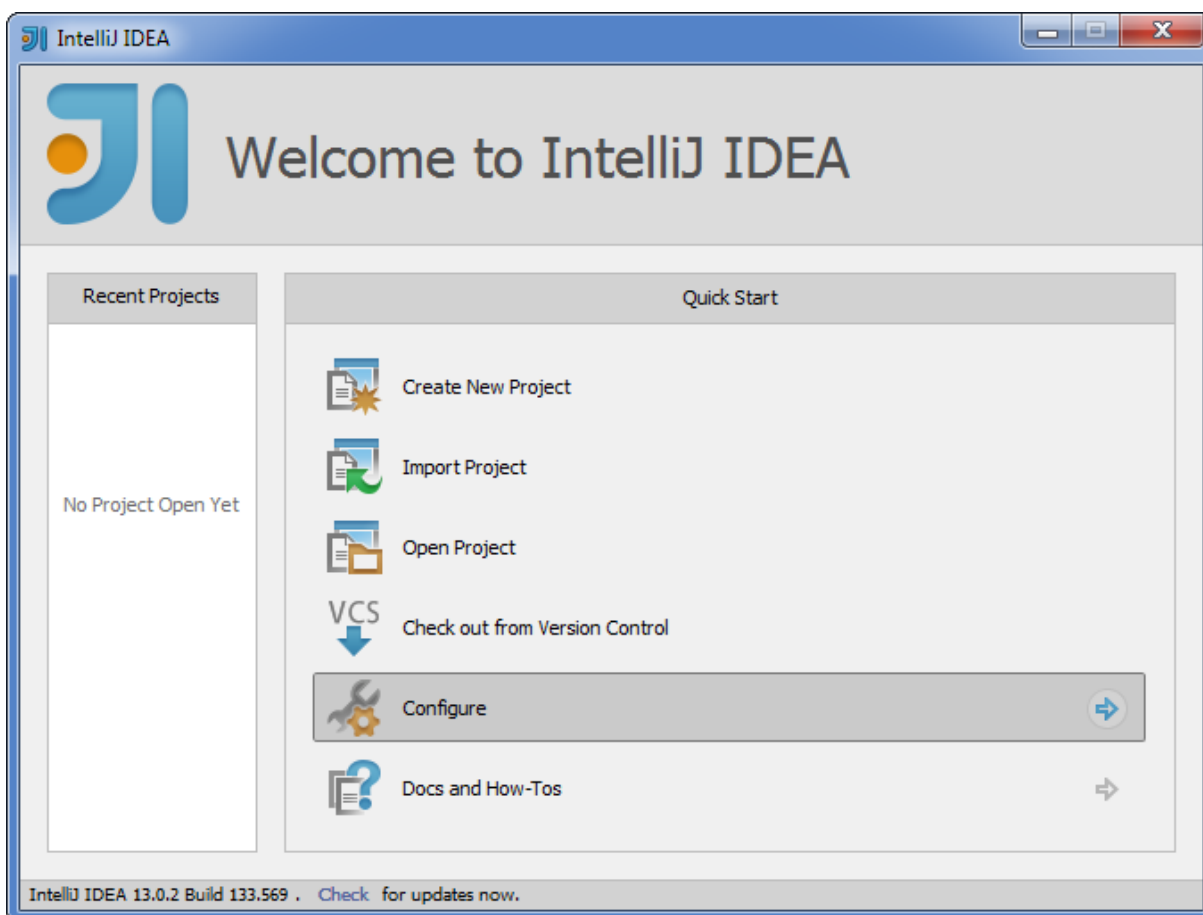 IntelliJ IDEA
Welcome to IntelliJ IDEA
Recent Projects
No Project Open Yet
Quick Start
Create New Project
Import Project
Open Project
VCS
Check out from Version Control
Configure
Docs and How-Tos
IntelliJ IDEA 13.0.2 Build 133.569 . Check for updates now.